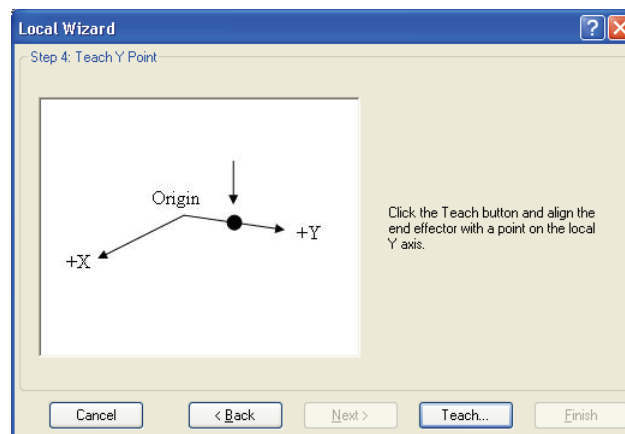 Local Wizard
Step 4: Teach Y Point
Origin
+Y
+X
Click the Teach button and align the
end effector with a point on the local
Y axis.
Cancel
< Back
Next >
Teach...
Finish